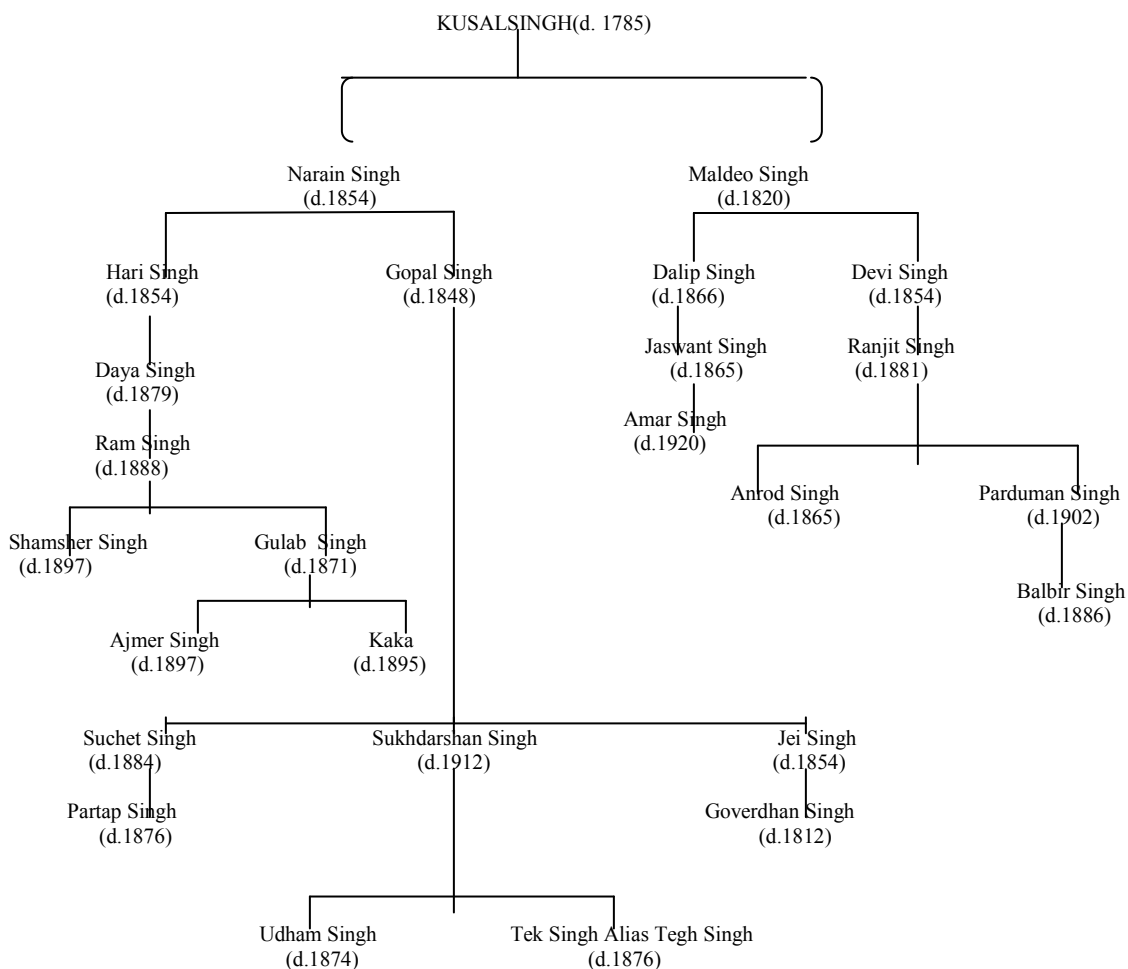 KUSALSINGH(d. 1785)
Narain Singh
(d.1854)
Maldeo Singh
(d.1820)
Hari Singh
(d.1854)
Gopal Singh
(d.1848)
Dalip Singh
(d.1866)
Devi Singh
(d.1854)
Jaswant Singh
(d.1865)
Ranjit Singh
(d.1881)
Daya Singh
(d.1879)
Amar Singh
(d.1920)
Ram Singh
(d.1888)
Anrod Singh
(d.1865)
Parduman Singh
(d.1902)
Shamsher Singh
(d.1897)
Gulab Singh
(d.1871)
Balbir Singh
(d.1886)
Ajmer Singh
(d.1897)
Kaka
(d.1895)
Suchet Singh
(d.1884)
Sukhdarshan Singh
(d.1912)
Jei Singh
(d.1854)
Partap Singh
(d.1876)
Goverdhan Singh
(d.1812)
Udham Singh
(d.1874)
Tek Singh Alias Tegh Singh
(d.1876)